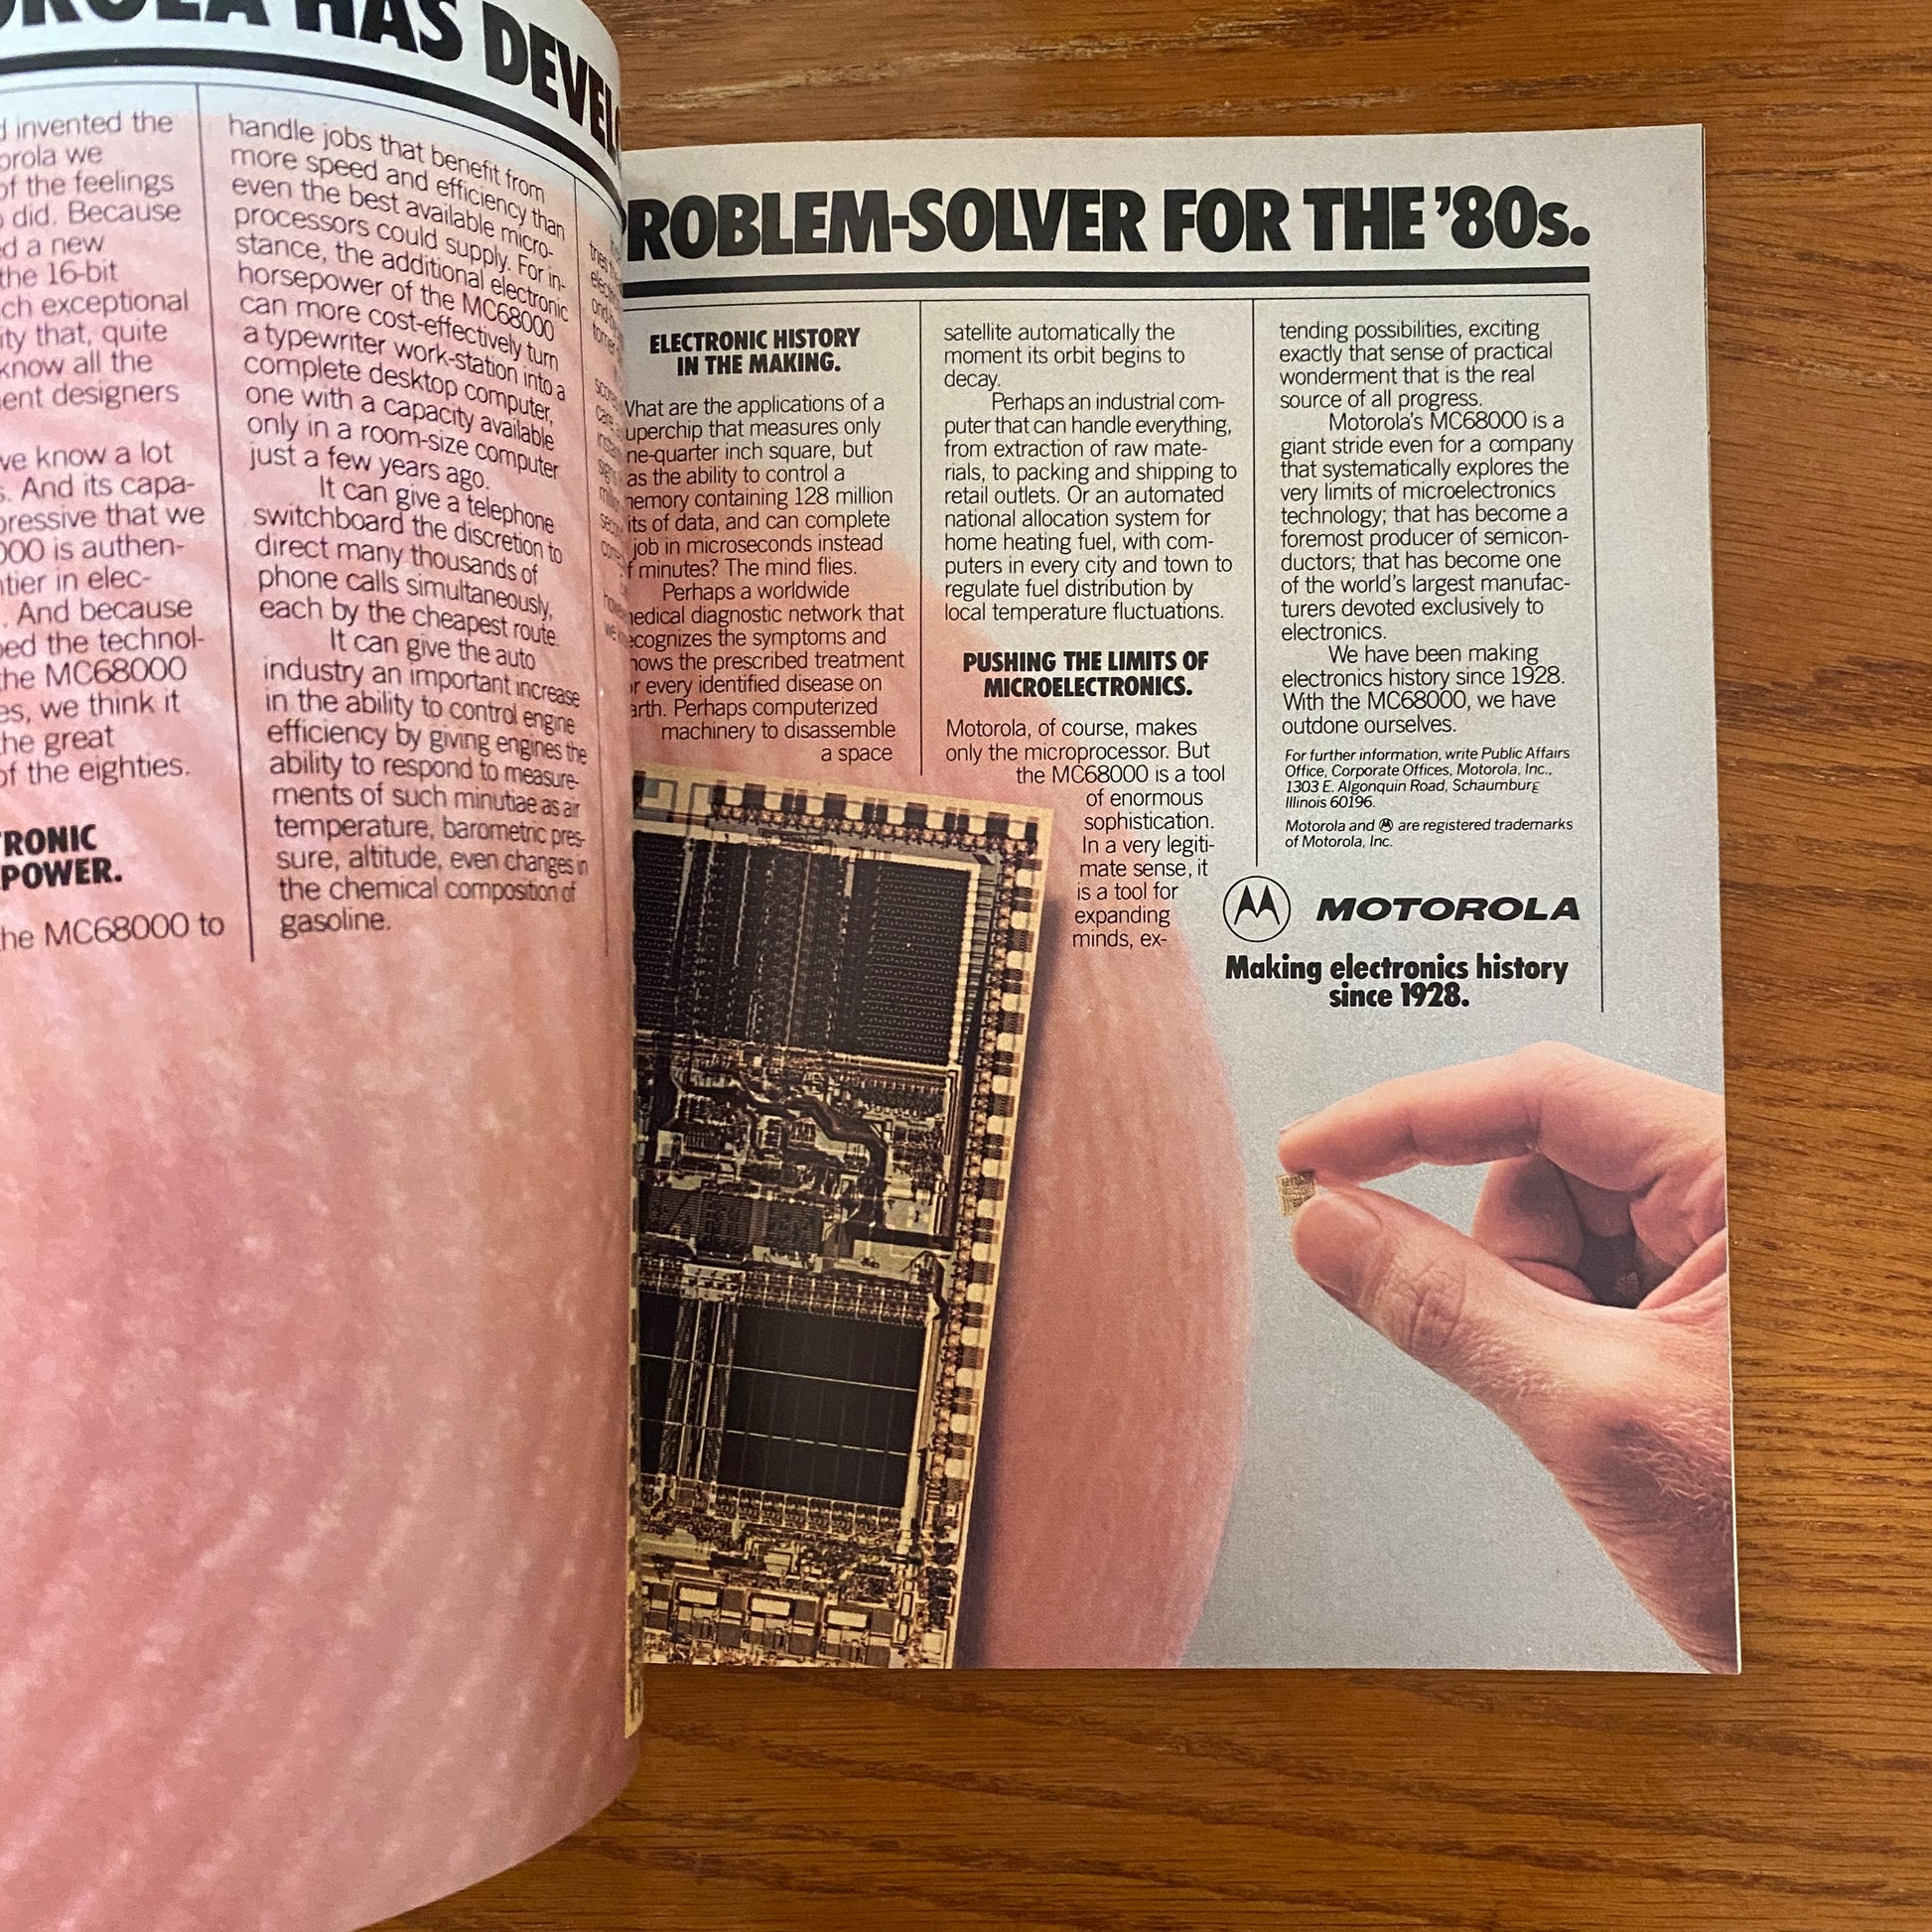 HAS DEVEL
invented the
we
of the feelings
did. Because
a new
the 16-bit
exceptional
that, quite
know all the
designers
we know a lot
And its capa-
that we
is authen-
in elec-
And because
the technol-
the MC68000
we think it
the great
of the eighties.
POWER.
the MC68000 to
handle jobs that benefit from
more speed and efficiency than
even the best available micro-
processors could supply. For in-
stance, the additional electronic
horsepower of the MC68000
can more cost-effectively turn
a typewriter work-station into a
complete desktop computer,
one with a capacity available
only in a room-size computer
just a few years ago.
It can give a telephone
switchboard the discretion to
direct many thousands of
phone calls simultaneously,
each by the cheapest route.
It can give the auto
industry an important increase
in the ability to control engine
efficiency by giving engines the
ability to respond to measure-
ments of such minutiae as air
temperature, barometric pres-
sure, altitude, even changes in
the chemical composition of
gasoline.
ROBLEM-SOLVER FOR THE '80s.
ELECTRONIC HISTORY
IN THE MAKING.
What are the applications of a
uperchip that measures only
ne-quarter inch square, but
as the ability to control a
memory containing 128 million
its of data, and can complete
job in microseconds instead
f minutes? The mind flies.
Perhaps a worldwide
medical diagnostic network that
ecognizes the symptoms and
nows the prescribed treatment
or every identified disease on
arth. Perhaps computerized
machinery to disassemble
a space
satellite automatically the
moment its orbit begins to
decay.
Perhaps an industrial com-
puter that can handle everything,
from extraction of raw mate-
rials, to packing and shipping to
retail outlets. Or an automated
national allocation system for
home heating fuel, with com-
puters in every city and town to
regulate fuel distribution by
local temperature fluctuations.
PUSHING THE LIMITS OF
MICROELECTRONICS.
Motorola, of course, makes
only the microprocessor. But
the MC68000 is a tool
of enormous
sophistication.
In a very legiti-
mate sense, it
is a tool for
expanding
minds, ex-
tending possibilities, exciting
exactly that sense of practical
wonderment that is the real
source of all progress.
Motorola's MC68000 is a
giant stride even for a company
that systematically explores the
very limits of microelectronics
technology; that has become a
foremost producer of semicon-
ductors; that has become one
of the world's largest manufac-
turers devoted exclusively to
electronics.
We have been making
electronics history since 1928.
With the MC68000, we have
outdone ourselves.
For further information, write Public Affairs
Office, Corporate Offices, Motorola, Inc.,
1303 E. Algonquin Road, Schaumburg
Illinois 60196.
Motorola and Ⓜ are registered trademarks
of Motorola, Inc.
MOTOROLA
Making electronics history
since 1928.